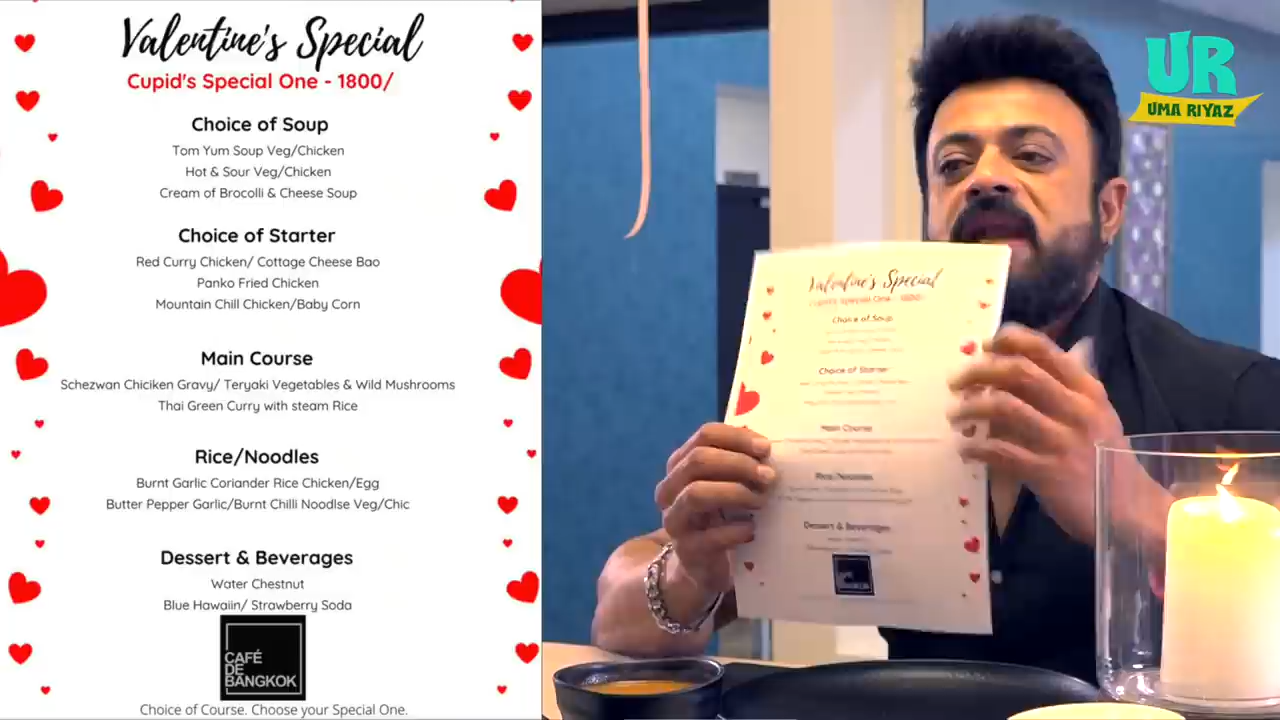 Valentine's Special
Cupid's Special One - 1800/
Choice of Soup
Tom Yum Soup Veg/Chicken
Hot & Sour Veg/Chicken
Cream of Brocolli & Cheese Soup
Choice of Starter
Red Curry Chicken/ Cottage Cheese Bao
Panko Fried Chicken
Mountain Chill Chicken/Baby Corn
Main Course
Schezwan Chiciken Gravy/ Teryaki Vegetables & Wild Mushrooms
Thai Green Curry with steam Rice
Rice/Noodles
Burnt Garlic Coriander Rice Chicken/Egg
Butter Pepper Garlic/Burnt Chilli Noodlse Veg/Chic
Dessert & Beverages
Water Chestnut
Blue Hawaiin/ Strawberry Soda
CAFÉ
DE
BANGKOK
Choice of Course. Choose your Special One.
UR
UMA RIYAZ
Valentine's Special
Cupid's Special One - 1800/
Choice of Soup
Choice of Starter
Main Course
Rice/Noodles
Dessert & Beverages